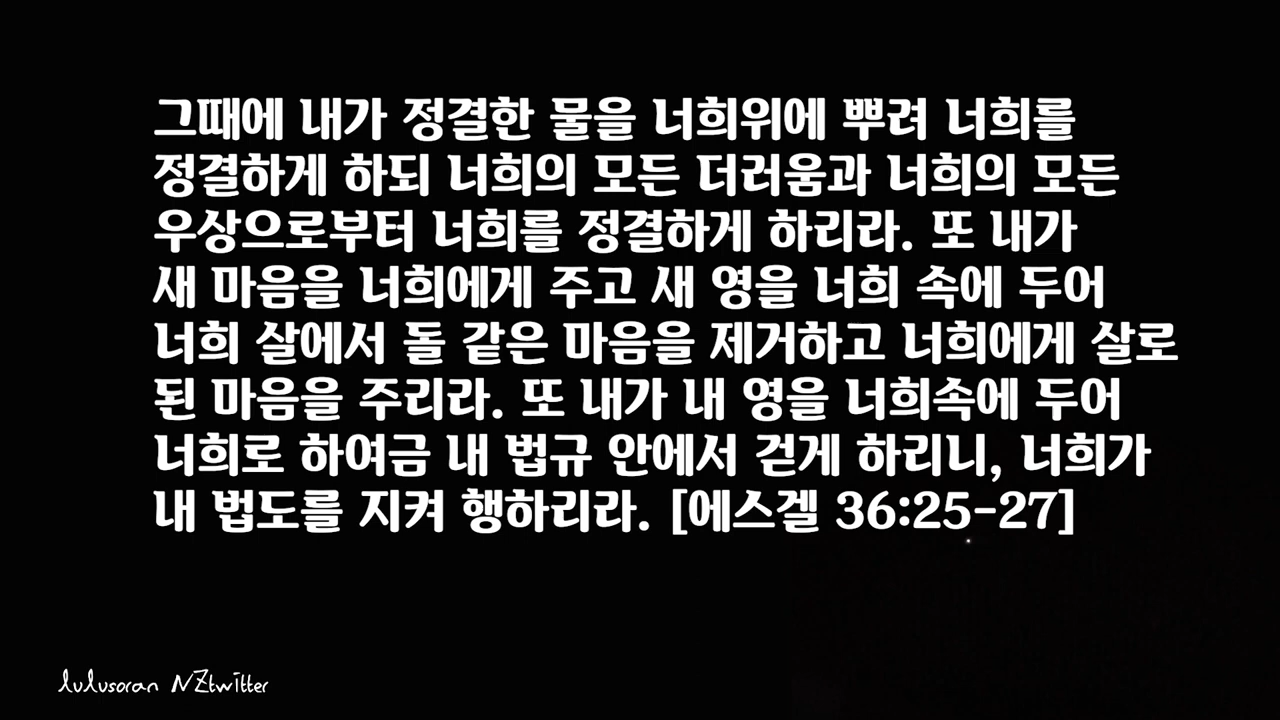 그때에 내가 정결한 물을 너희위에 뿌려 너희를
정결하게 하되 너희의 모든 더러움과 너희의 모든
우상으로부터 너희를 정결하게 하리라. 또 내가
새 마음을 너희에게 주고 새 영을 너희 속에 두어
너희 살에서 돌 같은 마음을 제거하고 너희에게 살로
된 마음을 주리라. 또 내가 내 영을 너희속에 두어
너희로 하여금 내 법규 안에서 걷게 하리니, 너희가
내 법도를 지켜 행하리라. [에스겔 36:25-27]
lulusoran NZtwitter